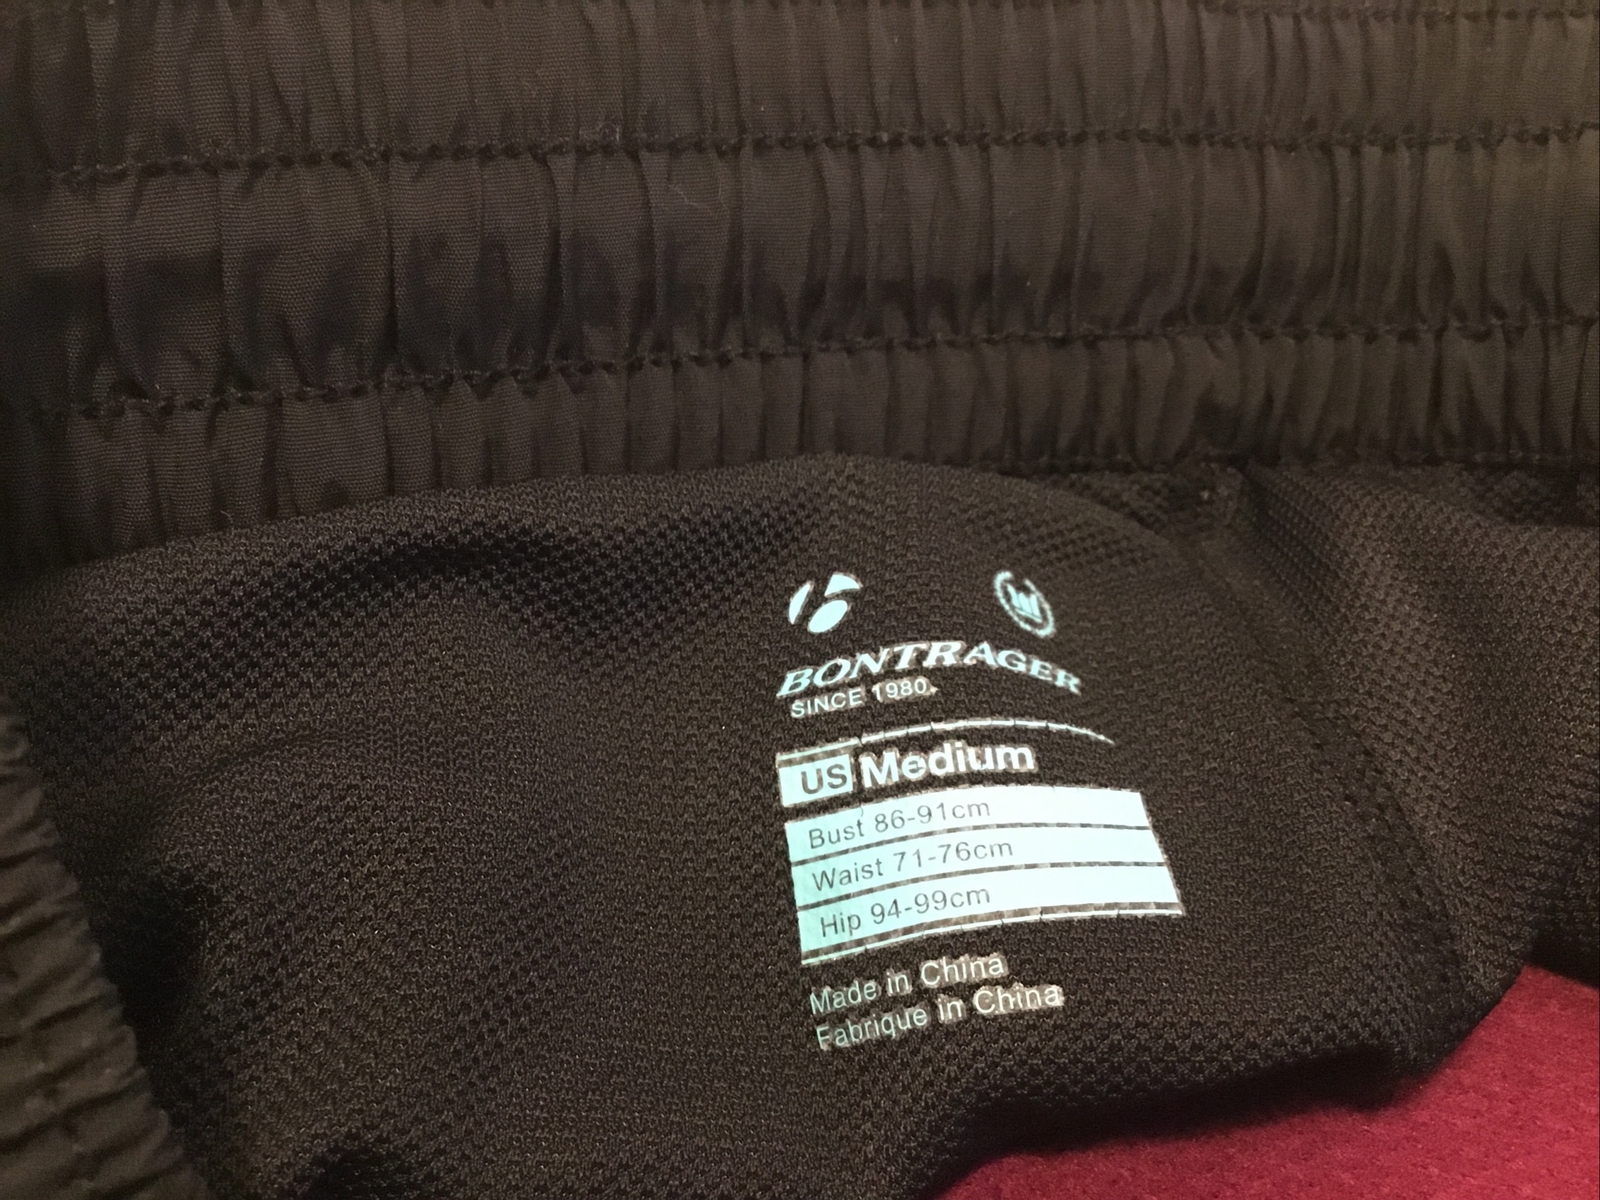 BONTRAGER
SINCE 1980
US Medium
Bust 86-91cm
Waist 71-76cm
Hip 94-99cm
Made in China
Fabrique in China